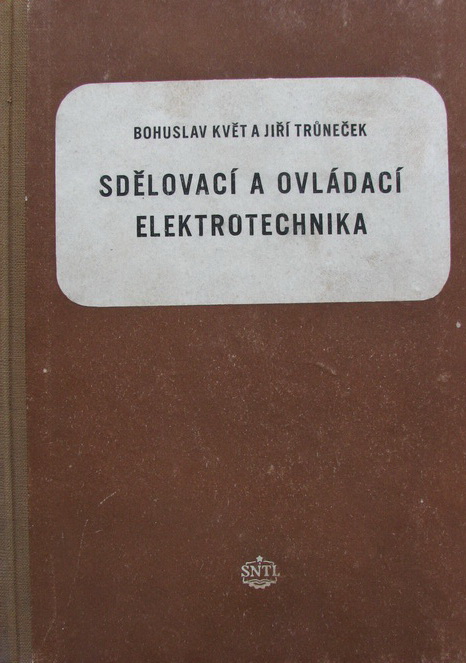 BOHUSLAV KVĚT A JIŘÍ TRŮNEČEK
SDĚLOVACÍ A OVLÁDACÍ
ELEKTROTECHNIKA
SNTL